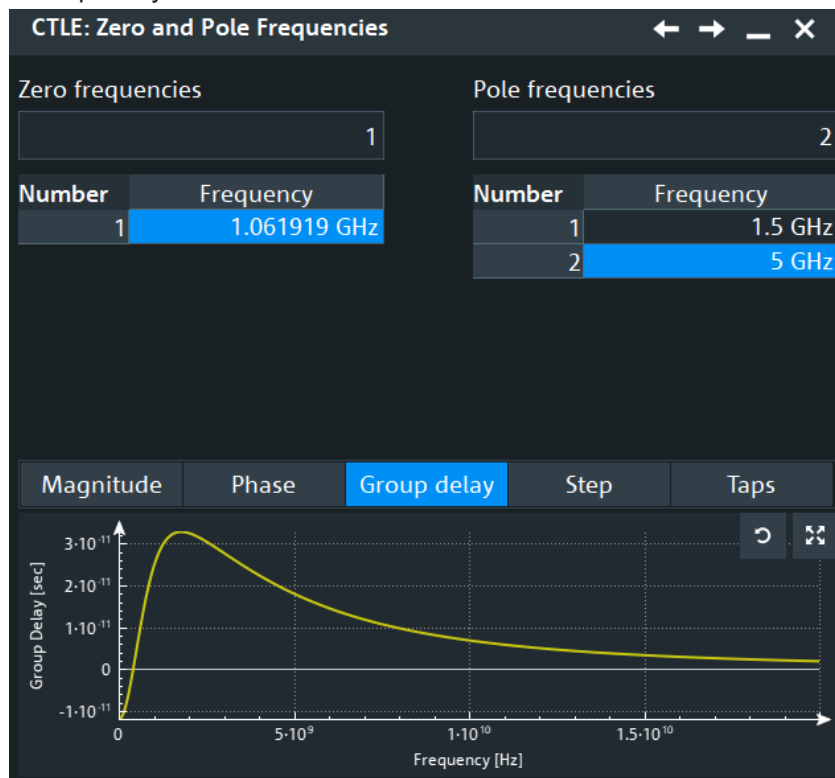 CTLE: Zero and Pole Frequencies
Zero frequencies
Pole frequencies
1
2
Number Frequency
Number Frequency
1 1.061919 GHz
1 1.5 GHz
2 5 GHz
Magnitude Phase Group delay Step Taps
3·10⁻¹¹
2·10⁻¹¹
1·10⁻¹¹
0
-1·10⁻¹¹
Group Delay [sec]
0 5·10⁹ 1·10¹⁰ 1.5·10¹⁰
Frequency [Hz]